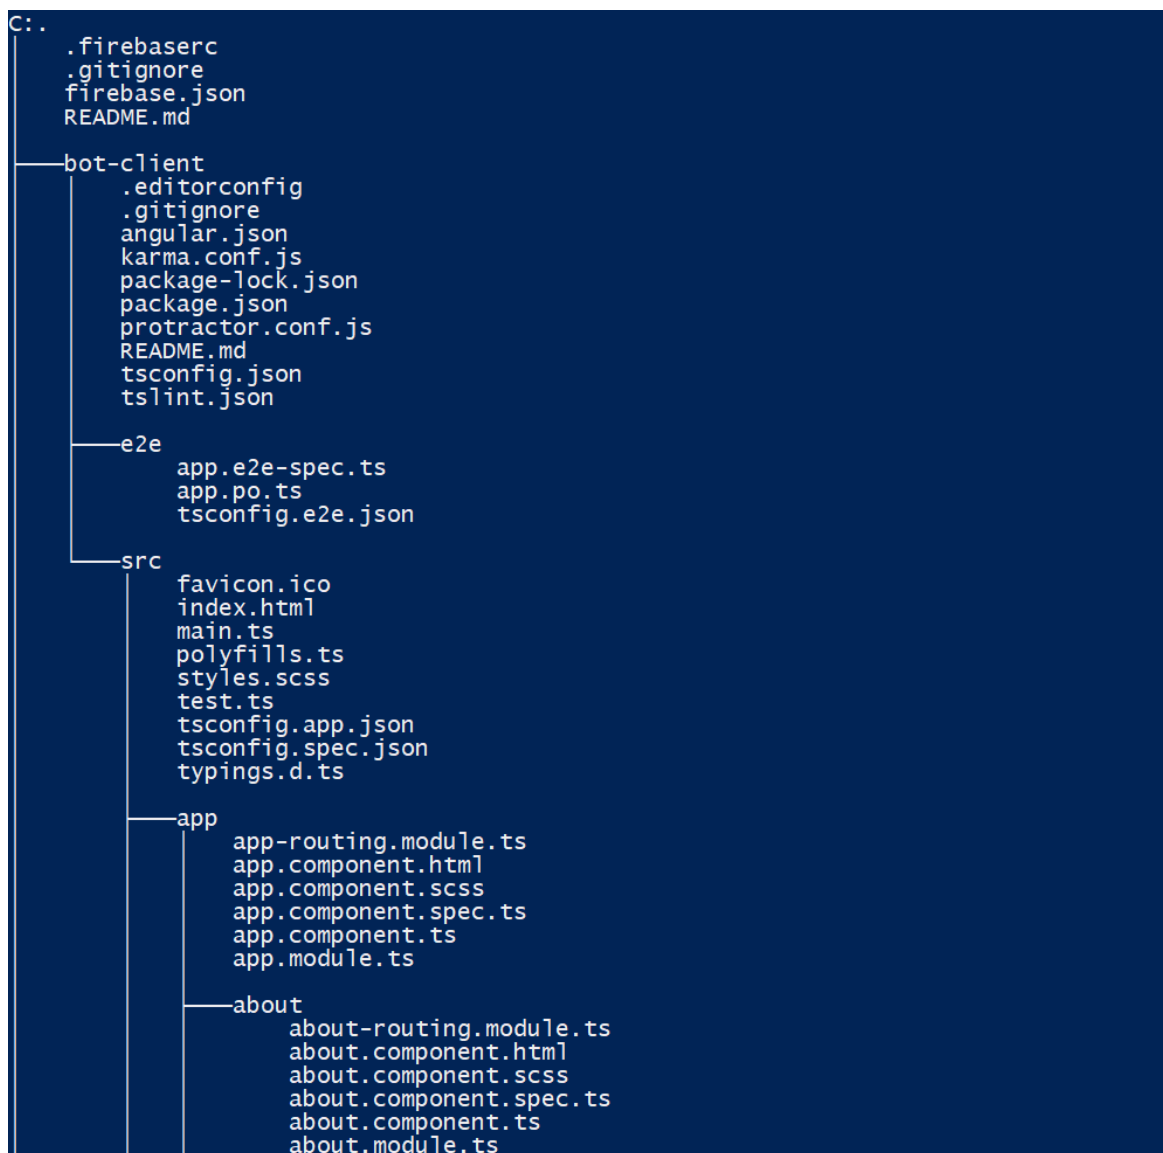 C:.
.firebaserc
.gitignore
firebase.json
README.md
bot-client
.editorconfig
.gitignore
angular.json
karma.conf.js
package-lock.json
package.json
protractor.conf.js
README.md
tsconfig.json
tslint.json
e2e
app.e2e-spec.ts
app.po.ts
tsconfig.e2e.json
src
favicon.ico
index.html
main.ts
polyfills.ts
styles.scss
test.ts
tsconfig.app.json
tsconfig.spec.json
typings.d.ts
app
app-routing.module.ts
app.component.html
app.component.scss
app.component.spec.ts
app.component.ts
app.module.ts
about
about-routing.module.ts
about.component.html
about.component.scss
about.component.spec.ts
about.component.ts
about.module.ts